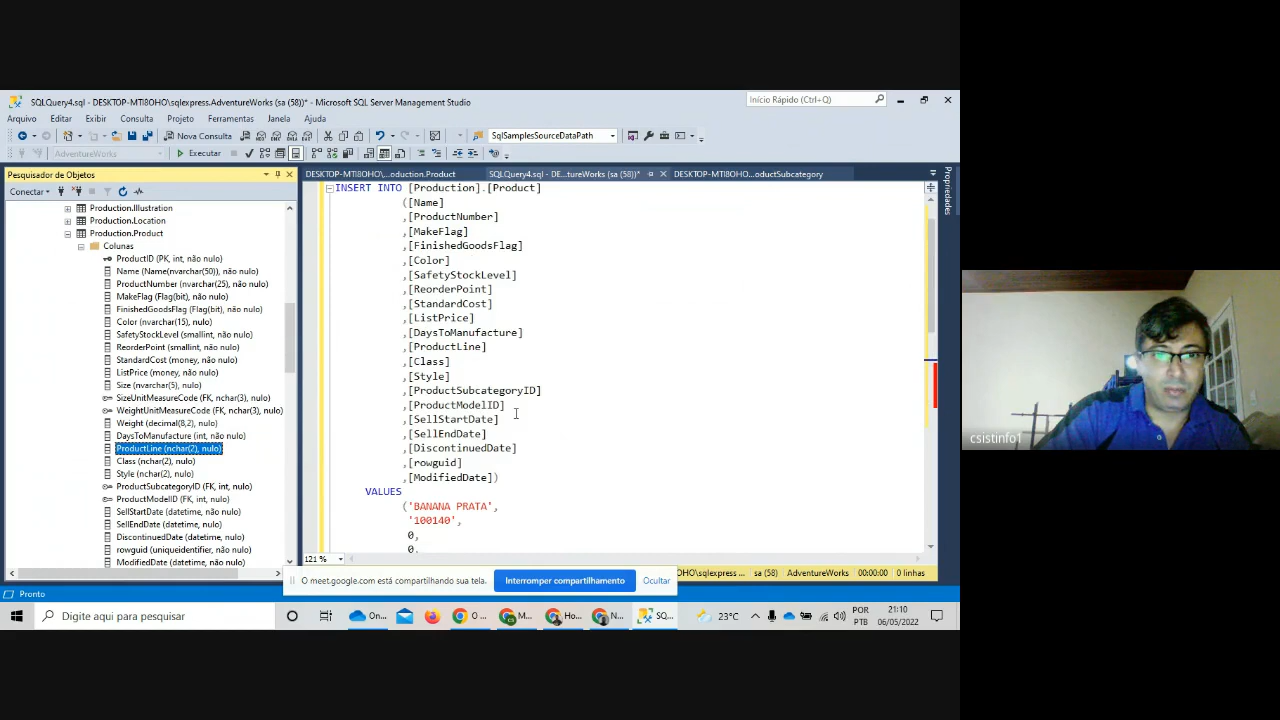 SQLQuery4.sql - DESKTOP-MTI8OHO\sqlexpress.AdventureWorks (sa (58))* - Microsoft SQL Server Management Studio
Início Rápido (Ctrl+Q)
Arquivo Editar Exibir Consulta Projeto Ferramentas Janela Ajuda
Nova Consulta
SqlSamplesSourceDataPath
AdventureWorks
Executar
Pesquisador de Objetos
Conectar
Production.Illustration
Production.Location
Production.Product
Colunas
ProductID (PK, int, não nulo)
Name (Name(nvarchar(50)), não nulo)
ProductNumber (nvarchar(25), não nulo)
MakeFlag (Flag(bit), não nulo)
FinishedGoodsFlag (Flag(bit), não nulo)
Color (nvarchar(15), nulo)
SafetyStockLevel (smallint, não nulo)
ReorderPoint (smallint, não nulo)
StandardCost (money, não nulo)
ListPrice (money, não nulo)
Size (nvarchar(5), nulo)
SizeUnitMeasureCode (FK, nchar(3), nulo)
WeightUnitMeasureCode (FK, nchar(3), nulo)
Weight (decimal(8,2), nulo)
DaysToManufacture (int, não nulo)
ProductLine (nchar(2), nulo)
Class (nchar(2), nulo)
Style (nchar(2), nulo)
ProductSubcategoryID (FK, int, nulo)
ProductModelID (FK, int, nulo)
SellStartDate (datetime, não nulo)
SellEndDate (datetime, nulo)
DiscontinuedDate (datetime, nulo)
rowguid (uniqueidentifier, não nulo)
ModifiedDate (datetime, não nulo)
DESKTOP-MTI8OHO\...oduction.Product
SQLQuery4.sql - DE...tureWorks (sa (58))*
DESKTOP-MTI8OHO...oductSubcategory
Propriedades
INSERT INTO [Production].[Product]
([Name]
,[ProductNumber]
,[MakeFlag]
,[FinishedGoodsFlag]
,[Color]
,[SafetyStockLevel]
,[ReorderPoint]
,[StandardCost]
,[ListPrice]
,[DaysToManufacture]
,[ProductLine]
,[Class]
,[Style]
,[ProductSubcategoryID]
,[ProductModelID]
,[SellStartDate]
,[SellEndDate]
,[DiscontinuedDate]
,[rowguid]
,[ModifiedDate])
VALUES
('BANANA PRATA',
'100140',
0,
0,
121 %
OHO\sqlexpress ... sa (58) AdventureWorks 00:00:00 0 linhas
O meet.google.com está compartilhando sua tela.
Interromper compartilhamento
Ocultar
Pronto
Digite aqui para pesquisar
On...
O ...
M...
Ho...
N...
SQ...
23°C
POR
PTB
21:10
06/05/2022
csistinfo1